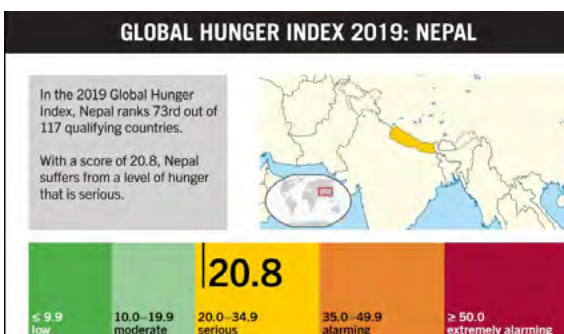 GLOBAL HUNGER INDEX 2019: NEPAL
In the 2019 Global Hunger
Index, Nepal ranks 73rd out of
117 qualifying countries.
With a score of 20.8, Nepal
suffers from a level of hunger
that is serious.
20.8
≤ 9.9 10.0–19.9 20.0–34.9 35.0–49.9 ≥ 50.0
low moderate serious alarming extremely alarming